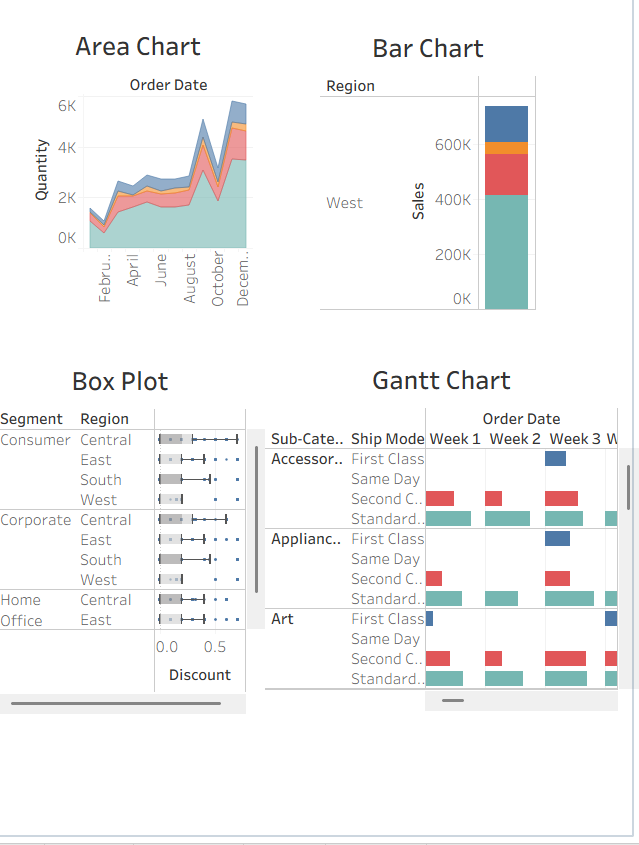 Area Chart
Order Date
Quantity
6K
4K
2K
0K
Febru..
April
June
August
October
Decem..
Bar Chart
Region
West
Sales
600K
400K
200K
0K
Box Plot
Segment Region
Consumer Central
East
South
West
Corporate Central
East
South
West
Home Central
Office East
0.0 0.5
Discount
Gantt Chart
Order Date
Sub-Cate.. Ship Mode Week 1 Week 2 Week 3 W
Accessor.. First Class
Same Day
Second C..
Standard..
Applianc.. First Class
Same Day
Second C..
Standard..
Art First Class
Same Day
Second C..
Standard..